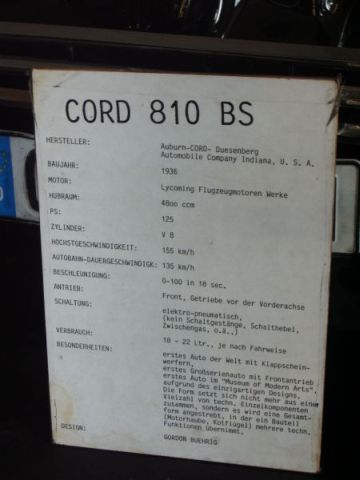 CORD 810 BS
HERSTELLER: Auburn-CORD- Duesenberg
Automobile Company Indiana, U. S. A.
BAUJAHR: 1936
MOTOR: Lycoming Flugzeugmotoren Werke
HUBRAUM: 48oo ccm
PS: 125
ZYLINDER: V 8
HÖCHSTGESCHWINDIGKEIT: 155 km/h
AUTOBAHN-DAUERGESCHWINDIGK: 135 km/h
BESCHLEUNIGUNG: 0-100 in 18 sec.
ANTRIEB: Front, Getriebe vor der Vorderachse
SCHALTUNG: elektro-pneumatisch,
(kein Schaltgestänge, Schalthebel,
Zwischengas, o.ä.,)
VERBRAUCH: 18 - 22 Ltr., je nach Fahrweise
BESONDERHEITEN: erstes Auto der Welt mit Klappschein-
werfern,
erstes Großserienauto mit Frontantrieb
erstes Auto im "Museum of Modern Arts",
aufgrund des einzigartigen Designs.
Die Form setzt sich nicht mehr aus einer
Vielzahl von techn. Einzelkomponenten
zusammen, sondern es wird eine Gesamt-
form angestrebt, in der ein Bauteil
(Motorhaube, Kotflügel) mehrere techn.
Funktionen übernimmt.
DESIGN: GORDON BUEHRIG